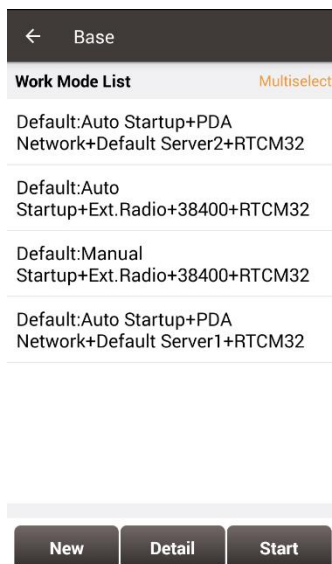 Base
Work Mode List Multiselect
Default:Auto Startup+PDA
Network+Default Server2+RTCM32
Default:Auto
Startup+Ext.Radio+38400+RTCM32
Default:Manual
Startup+Ext.Radio+38400+RTCM32
Default:Auto Startup+PDA
Network+Default Server1+RTCM32
New Detail Start